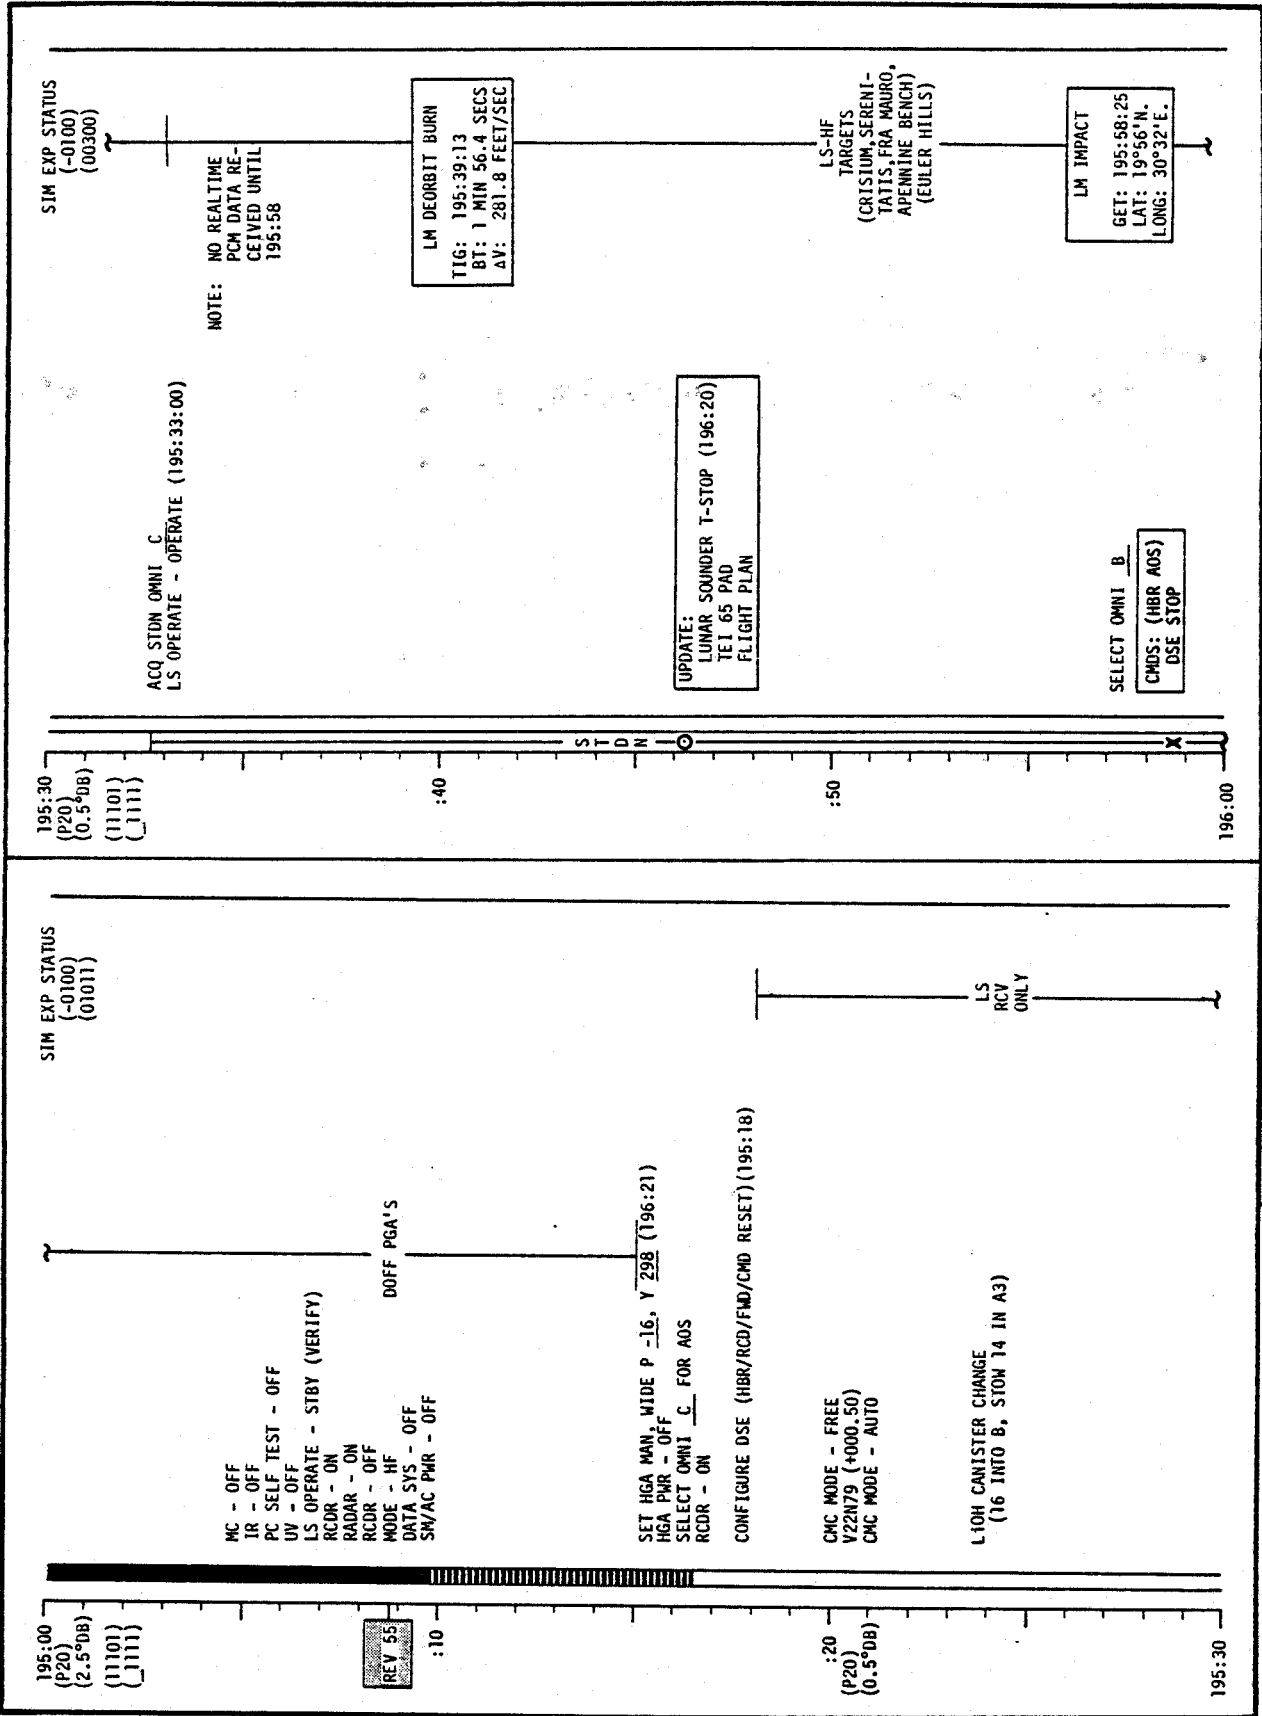 195:00
(P20)
(2.5°DB)
(11101)
(_1111)
REV 55
:10
:20
(P20)
(0.5°DB)
195:30
MC - OFF
IR - OFF
PC SELF TEST - OFF
UV - OFF
LS OPERATE - STBY (VERIFY)
RCDR - ON
RADAR - ON
RCDR - OFF
MODE - HF
DATA SYS - OFF
SM/AC PWR - OFF
DOFF PGA'S
SET HGA MAN, WIDE P -16, Y 298 (196:21)
HGA PWR - OFF
SELECT OMNI C FOR AOS
RCDR - ON
CONFIGURE DSE (HBR/RCD/FWD/CMD RESET)(195:18)
CMC MODE - FREE
V22N79 (+000.50)
CMC MODE - AUTO
LiOH CANISTER CHANGE
(16 INTO B, STOW 14 IN A3)
SIM EXP STATUS
(-0100)
(01011)
LS
RCV
ONLY
195:30
(P20)
(0.5°DB)
(11101)
(_1111)
:40
:50
196:00
S
T
D
N
X
ACQ STDN OMNI C
LS OPERATE - OPERATE (195:33:00)
UPDATE:
LUNAR SOUNDER T-STOP (196:20)
TEI 65 PAD
FLIGHT PLAN
SELECT OMNI B
CMDS: (HBR AOS)
DSE STOP
SIM EXP STATUS
(-0100)
(00300)
NOTE: NO REALTIME
PCM DATA RE-
CEIVED UNTIL
195:58
LM DEORBIT BURN
TIG: 195:39:13
BT: 1 MIN 56.4 SECS
ΔV: 281.8 FEET/SEC
LS-HF
TARGETS
(CRISIUM,SERENI-
TATIS,FRA MAURO,
APENNINE BENCH)
(EULER HILLS)
LM IMPACT
GET: 195:58:25
LAT: 19°56'N.
LONG: 30°32'E.